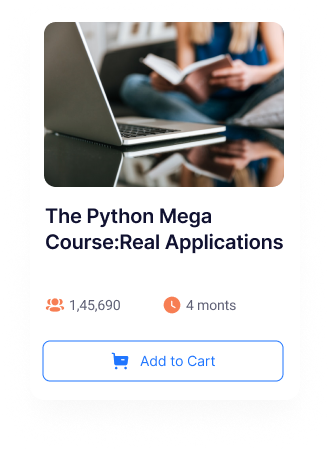 The Python Mega
Course:Real Applications
1,45,690
4 monts
Add to Cart